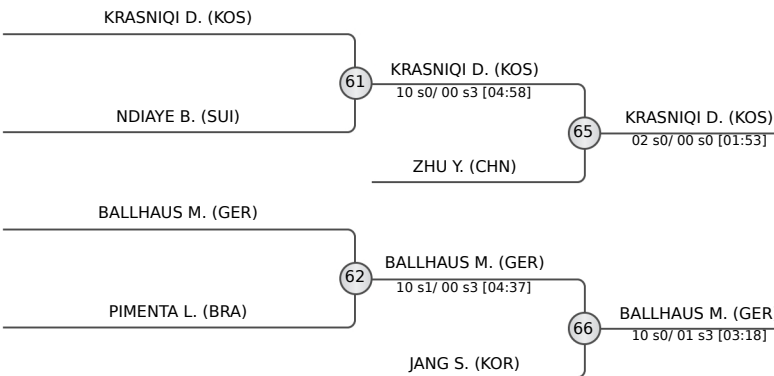 KRASNIQI D. (KOS)
61
KRASNIQI D. (KOS)
10 s0/ 00 s3 [04:58]
NDIAYE B. (SUI)
65
KRASNIQI D. (KOS)
02 s0/ 00 s0 [01:53]
ZHU Y. (CHN)
BALLHAUS M. (GER)
62
BALLHAUS M. (GER)
10 s1/ 00 s3 [04:37]
PIMENTA L. (BRA)
66
BALLHAUS M. (GER
10 s0/ 01 s3 [03:18]
JANG S. (KOR)